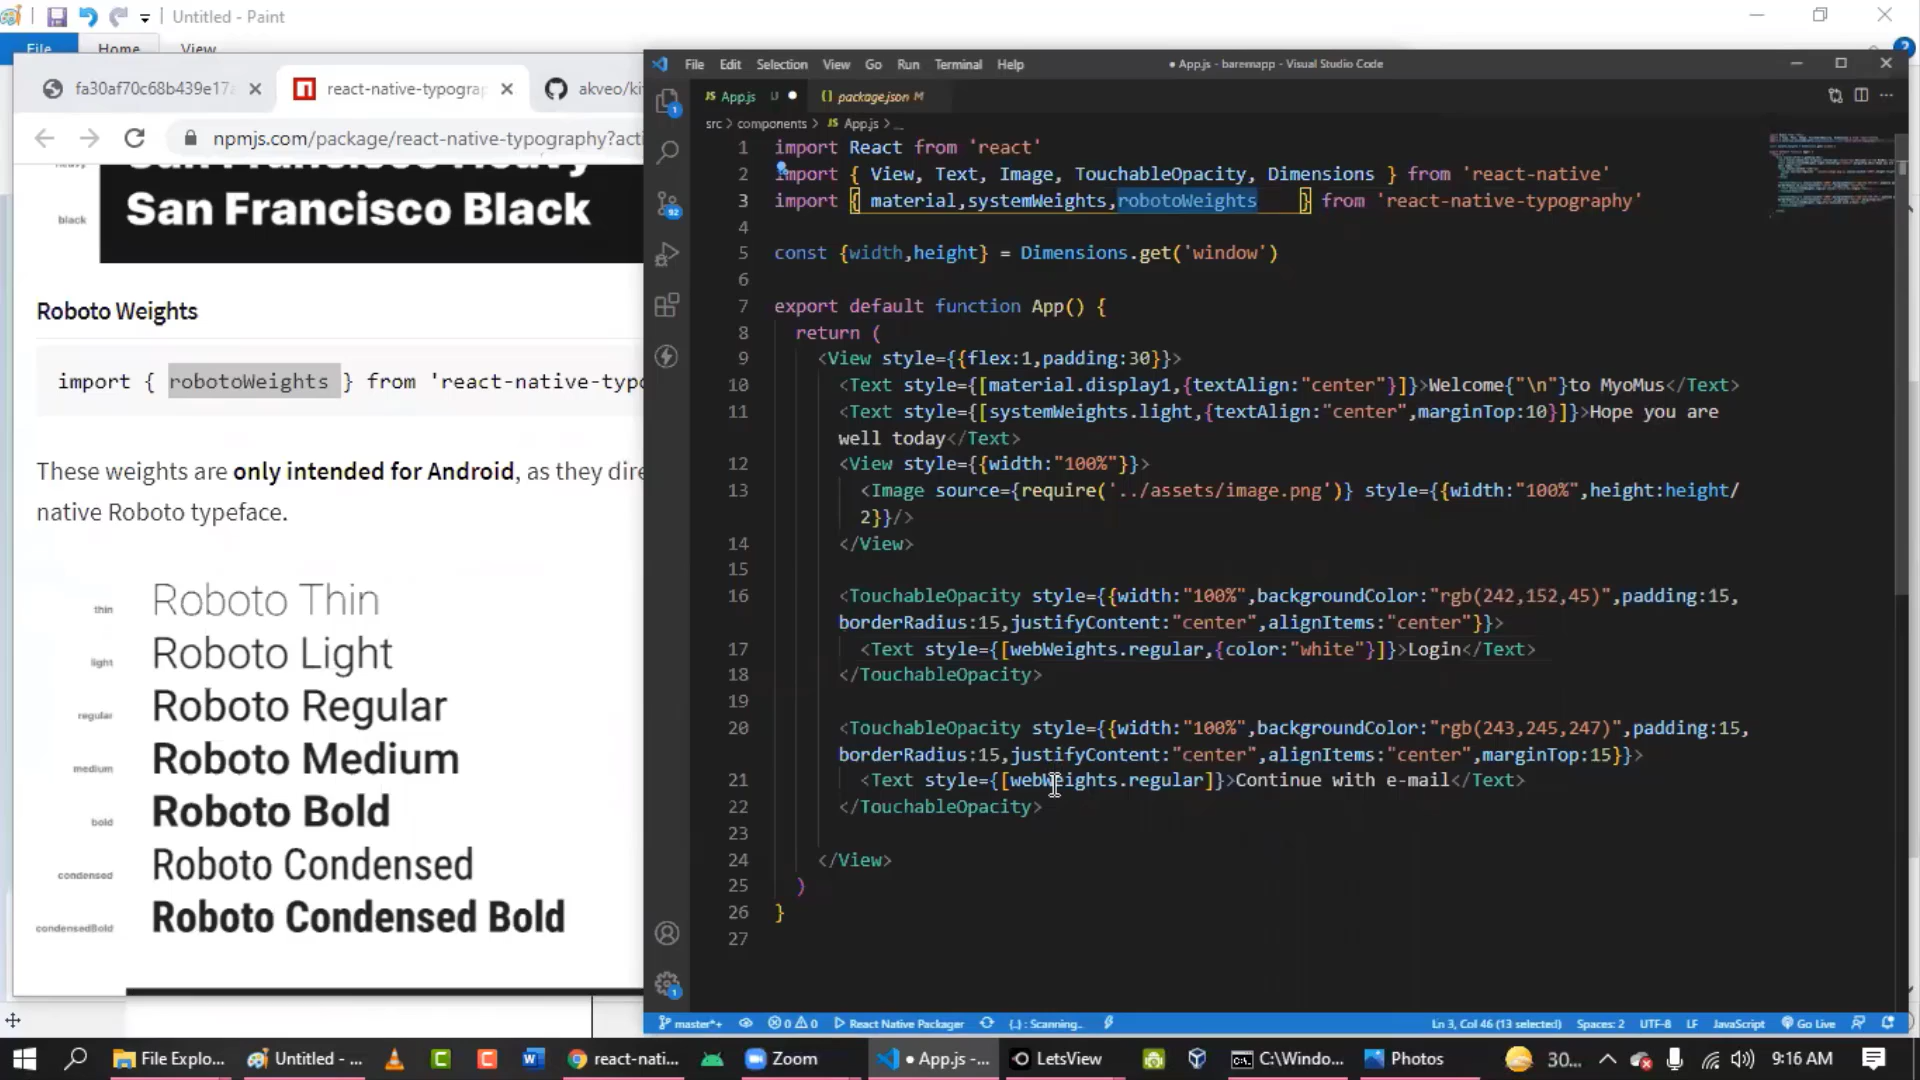 Untitled - Paint
File Home View
fa30af70c68b439e17
react-native-typogra
akveo/ki
npmjs.com/package/react-native-typography?acti
San Francisco Heavy
heavy
San Francisco Black
black
Roboto Weights
import { robotoWeights } from 'react-native-typo
These weights are only intended for Android, as they dire
native Roboto typeface.
thin Roboto Thin
light Roboto Light
regular Roboto Regular
medium Roboto Medium
bold Roboto Bold
condensed Roboto Condensed
condensedBold Roboto Condensed Bold
File Edit Selection View Go Run Terminal Help
● App.js - baremapp - Visual Studio Code
JS App.js U ● {} package.json M
src > components > JS App.js > ...
1 import React from 'react'
2 import { View, Text, Image, TouchableOpacity, Dimensions } from 'react-native'
3 import { material,systemWeights,robotoWeights } from 'react-native-typography'
4
5 const {width,height} = Dimensions.get('window')
6
7 export default function App() {
8 return (
9 <View style={{flex:1,padding:30}}>
10 <Text style={[material.display1,{textAlign:"center"}]}>Welcome{"\n"}to MyoMus</Text>
11 <Text style={[systemWeights.light,{textAlign:"center",marginTop:10}]}>Hope you are
well today</Text>
12 <View style={{width:"100%"}}>
13 <Image source={require('../assets/image.png')} style={{width:"100%",height:height/
2}}/>
14 </View>
15
16 <TouchableOpacity style={{width:"100%",backgroundColor:"rgb(242,152,45)",padding:15,
borderRadius:15,justifyContent:"center",alignItems:"center"}}>
17 <Text style={[webWeights.regular,{color:"white"}]}>Login</Text>
18 </TouchableOpacity>
19
20 <TouchableOpacity style={{width:"100%",backgroundColor:"rgb(243,245,247)",padding:15,
borderRadius:15,justifyContent:"center",alignItems:"center",marginTop:15}}>
21 <Text style={[webWeights.regular]}>Continue with e-mail</Text>
22 </TouchableOpacity>
23
24 </View>
25 )
26 }
27
master*+ 0 0 React Native Packager {..} : Scanning.. Ln 3, Col 46 (13 selected) Spaces: 2 UTF-8 LF JavaScript Go Live
File Explo... Untitled - ... react-nati... Zoom ● App.js -... LetsView C:\Windo... Photos 30... 9:16 AM